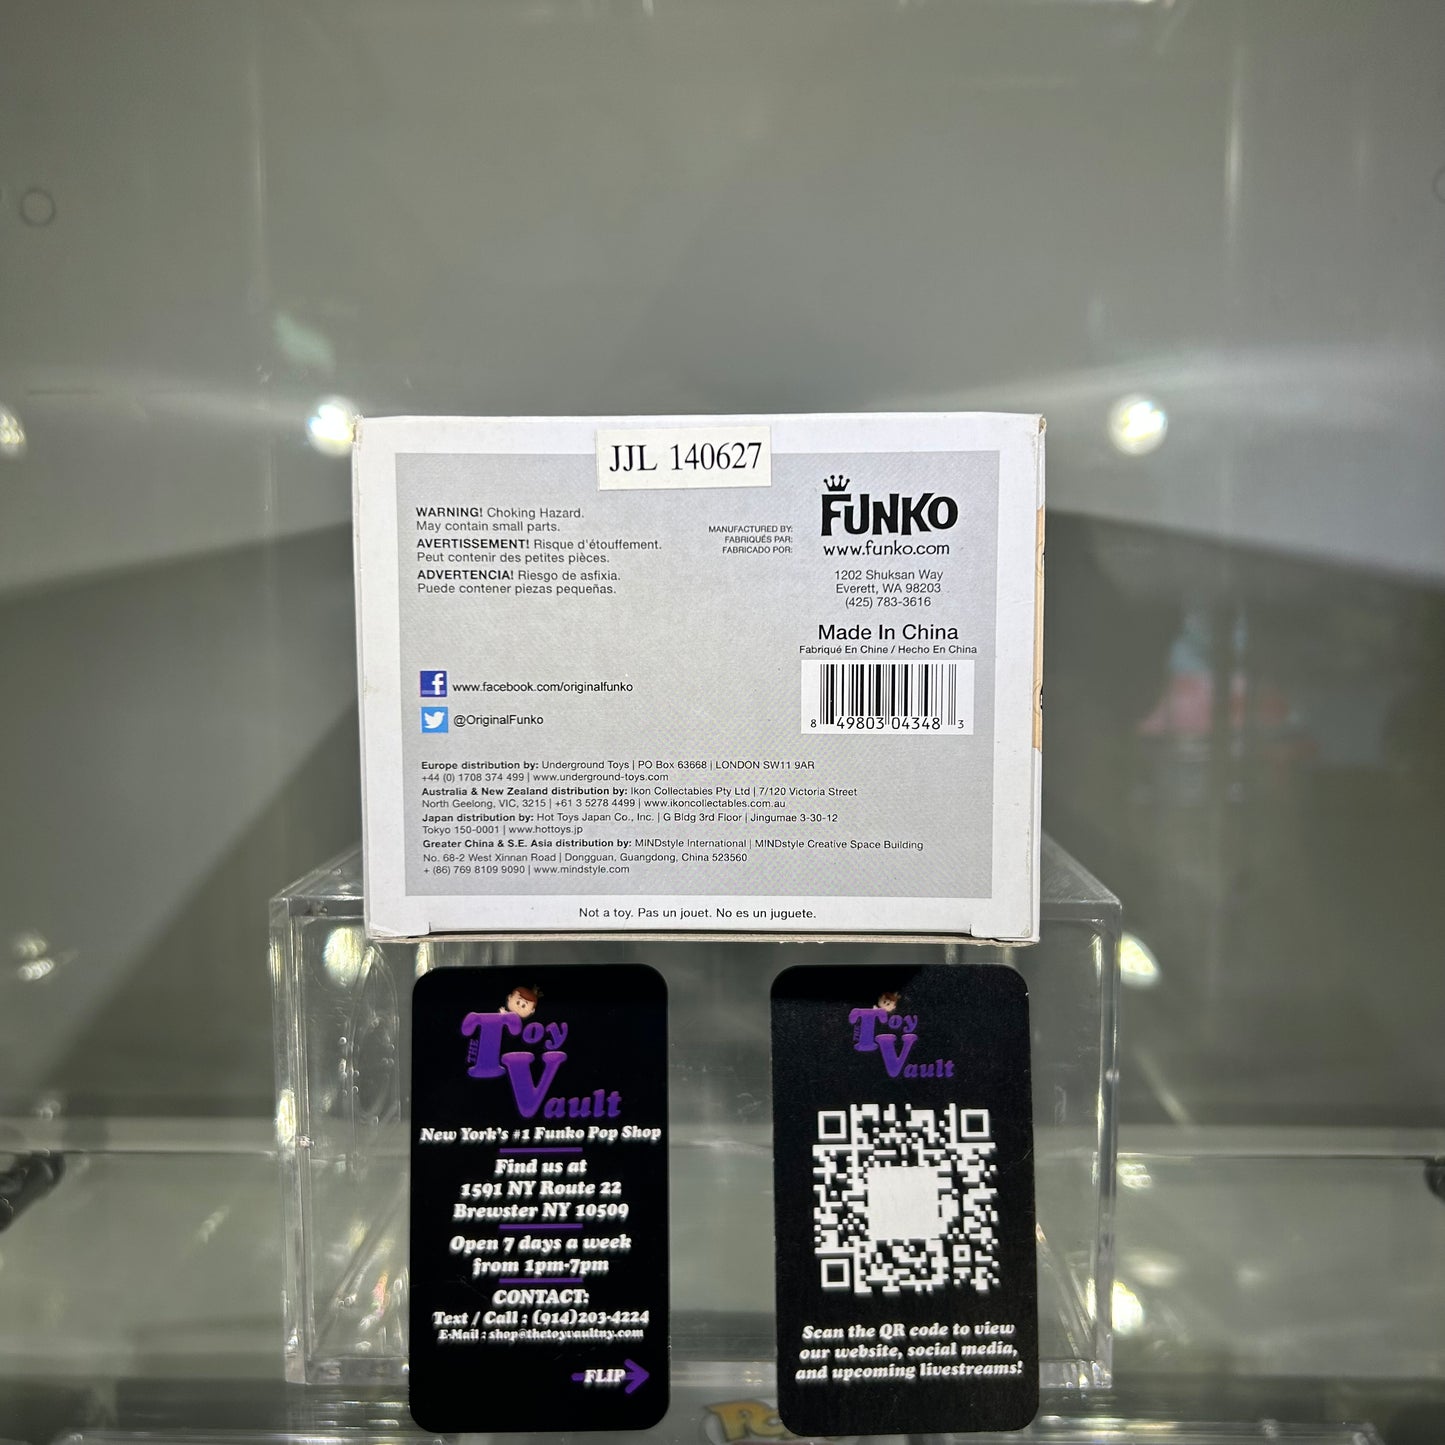 JJL 140627
WARNING! Choking Hazard.
May contain small parts.
AVERTISSEMENT! Risque d'étouffement.
Peut contenir des petites pièces.
ADVERTENCIA! Riesgo de asfixia.
Puede contener piezas pequeñas.
MANUFACTURED BY:
FABRIQUÉS PAR:
FABRICADO POR:
FUNKO
www.funko.com
1202 Shuksan Way
Everett, WA 98203
(425) 783-3616
Made In China
Fabriqué En Chine / Hecho En China
8 49803 04348 3
f www.facebook.com/originalfunko
@OriginalFunko
Europe distribution by: Underground Toys | PO Box 63668 | LONDON SW11 9AR
+44 (0) 1708 374 499 | www.underground-toys.com
Australia & New Zealand distribution by: Ikon Collectables Pty Ltd | 7/120 Victoria Street
North Geelong, VIC, 3215 | +61 3 5278 4499 | www.ikoncollectables.com.au
Japan distribution by: Hot Toys Japan Co., Inc. | G Bldg 3rd Floor | Jingumae 3-30-12
Tokyo 150-0001 | www.hottoys.jp
Greater China & S.E. Asia distribution by: MINDstyle International | MINDstyle Creative Space Building
No. 68-2 West Xinnan Road | Dongguan, Guangdong, China 523560
+ (86) 769 8109 9090 | www.mindstyle.com
Not a toy. Pas un jouet. No es un juguete.
THE Toy
Vault
New York's #1 Funko Pop Shop
Find us at
1591 NY Route 22
Brewster NY 10509
Open 7 days a week
from 1pm-7pm
CONTACT:
Text / Call : (914)203-4224
E-Mail : shop@thetoyvaultny.com
FLIP
THE Toy
Vault
Scan the QR code to view
our website, social media,
and upcoming livestreams!